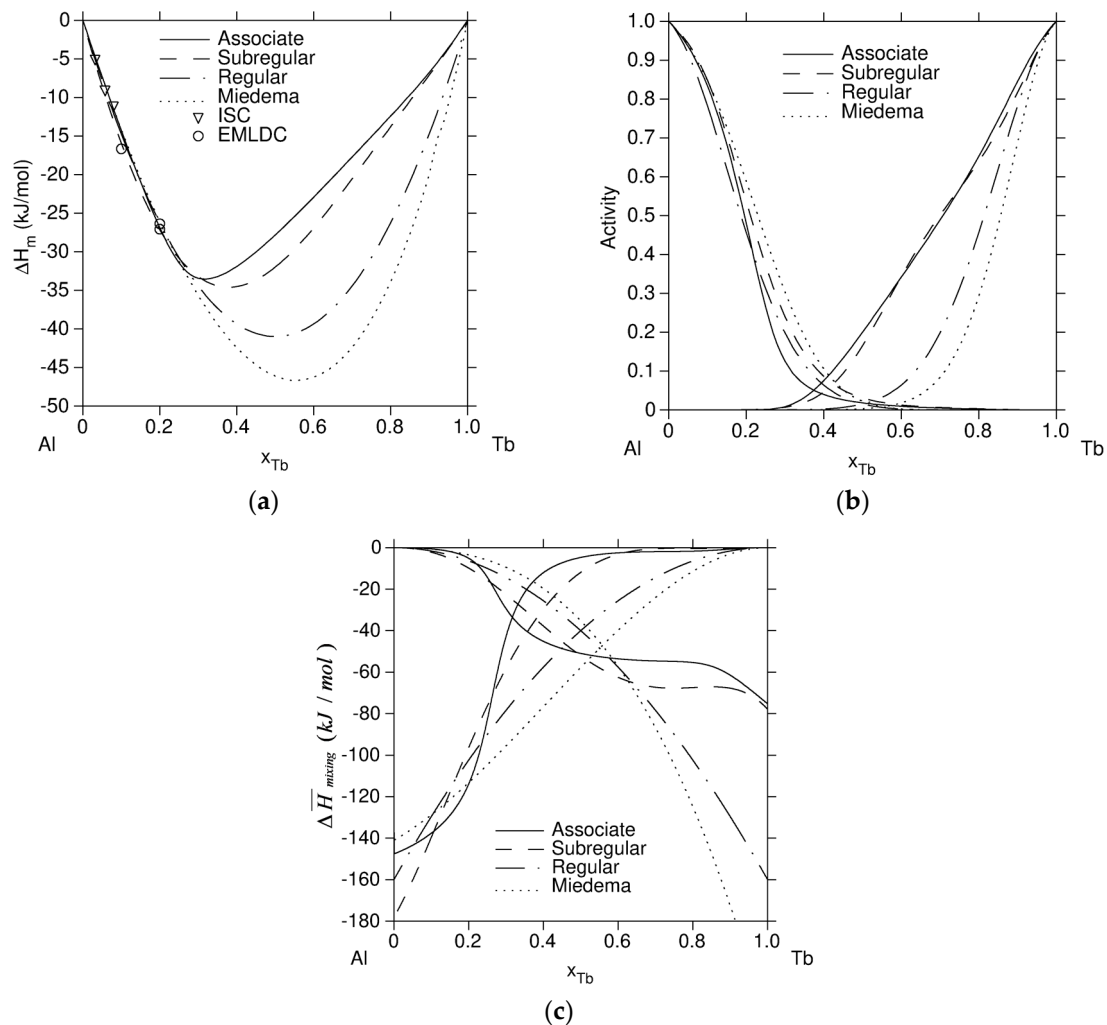 0
-5
-10
-15
-20
-25
-30
-35
-40
-45
-50
ΔHm (kJ/mol)
Associate
Subregular
Regular
Miedema
ISC
EMLDC
0 0.2 0.4 0.6 0.8 1.0
Al Tb
xTb
(a)
1.0
0.9
0.8
0.7
0.6
0.5
0.4
0.3
0.2
0.1
0
Activity
Associate
Subregular
Regular
Miedema
0 0.2 0.4 0.6 0.8 1.0
Al Tb
xTb
(b)
0
-20
-40
-60
-80
-100
-120
-140
-160
-180
ΔH̅ mixing (kJ / mol)
Associate
Subregular
Regular
Miedema
0 0.2 0.4 0.6 0.8 1.0
Al Tb
xTb
(c)